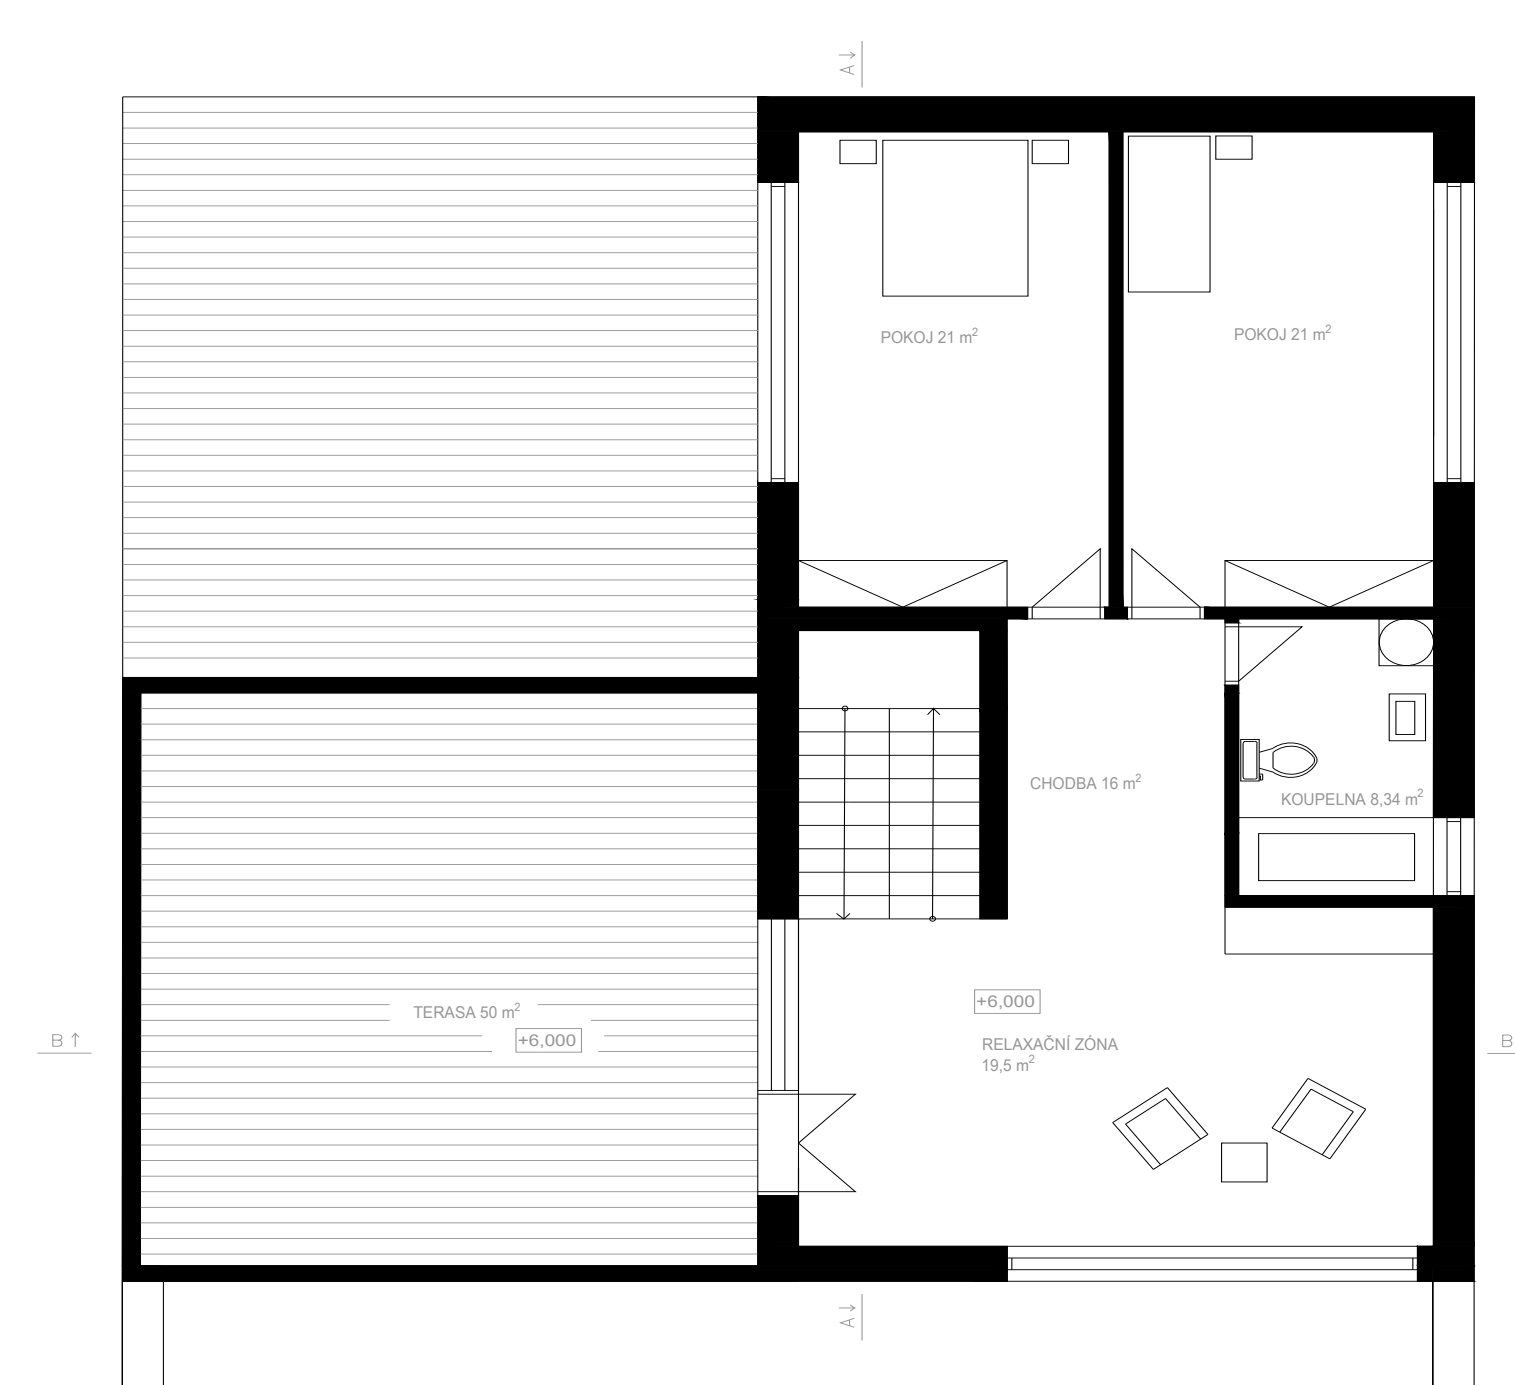 A
POKOJ 21 m²
POKOJ 21 m²
CHODBA 16 m²
KOUPELNA 8,34 m²
+6,000
TERASA 50 m²
+6,000
RELAXAČNÍ ZÓNA
19,5 m²
B
B
A